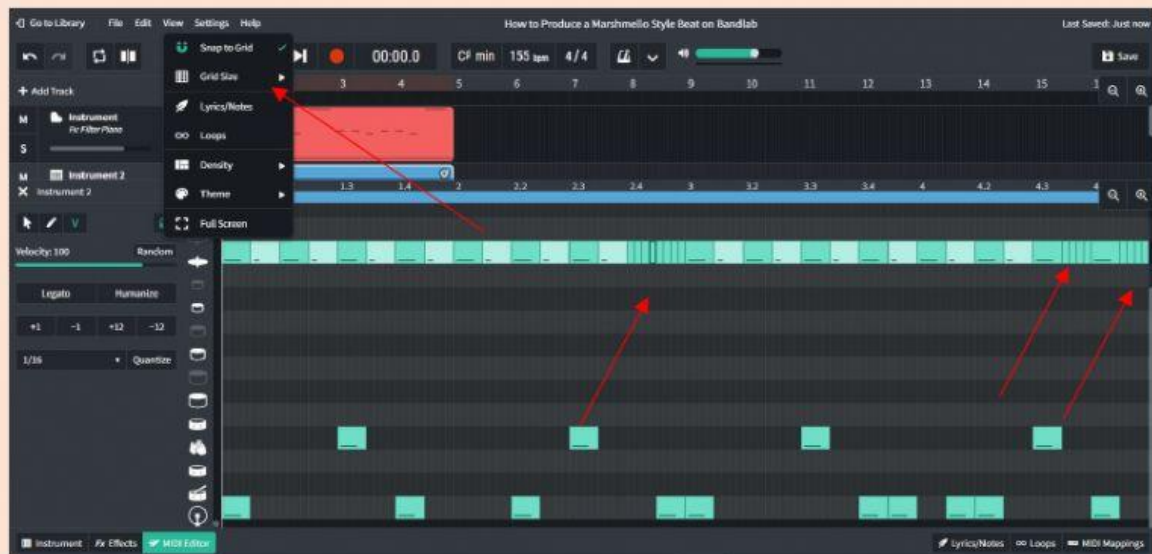 Go to Library File Edit View Settings Help How to Produce a Marshmello Style Beat on Bandlab Last Saved: Just now
Snap to Grid 00:00.0 C♯ min 155 bpm 4/4 Save
Grid Size 3 4 5 6 7 8 9 10 11 12 13 14 15 1
+ Add Track
Lyrics/Notes
M Instrument
Fx Filter Piano
Loops
S
Density
M Instrument 2
X Instrument 2 Theme 1.3 1.4 2 2.2 2.3 2.4 3 3.2 3.3 3.4 4 4.2 4.3 4
V Full Screen
Velocity: 100 Random
Legato Humanize
+1 -1 +12 -12
1/16 Quantize
Instrument Fx Effects MIDI Editor Lyrics/Notes Loops MIDI Mappings